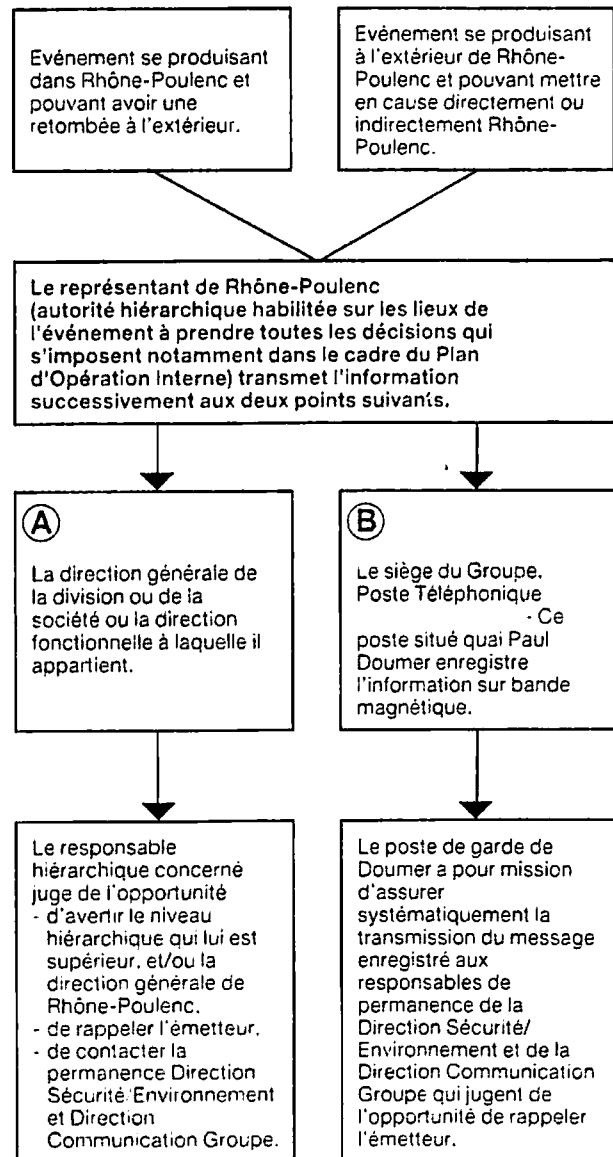 Evénement se produisant
dans Rhône-Poulenc et
pouvant avoir une
retombée à l'extérieur.
Evénement se produisant
à l'extérieur de Rhône-
Poulenc et pouvant mettre
en cause directement ou
indirectement Rhône-
Poulenc.
Le représentant de Rhône-Poulenc
(autorité hiérarchique habilitée sur les lieux de
l'événement à prendre toutes les décisions qui
s'imposent notamment dans le cadre du Plan
d'Opération Interne) transmet l'information
successivement aux deux points suivants.
A
La direction générale de
la division ou de la
société ou la direction
fonctionnelle à laquelle il
appartient.
B
Le siège du Groupe.
Poste Téléphonique
- Ce
poste situé quai Paul
Doumer enregistre
l'information sur bande
magnétique.
Le responsable
hiérarchique concerné
juge de l'opportunité
- d'avertir le niveau
hiérarchique qui lui est
supérieur, et/ou la
direction générale de
Rhône-Poulenc.
- de rappeler l'émetteur.
- de contacter la
permanence Direction
Sécurité/Environnement
et Direction
Communication Groupe.
Le poste de garde de
Doumer a pour mission
d'assurer
systématiquement la
transmission du message
enregistré aux
responsables de
permanence de la
Direction Sécurité/
Environnement et de la
Direction Communication
Groupe qui jugent de
l'opportunité de rappeler
l'émetteur.